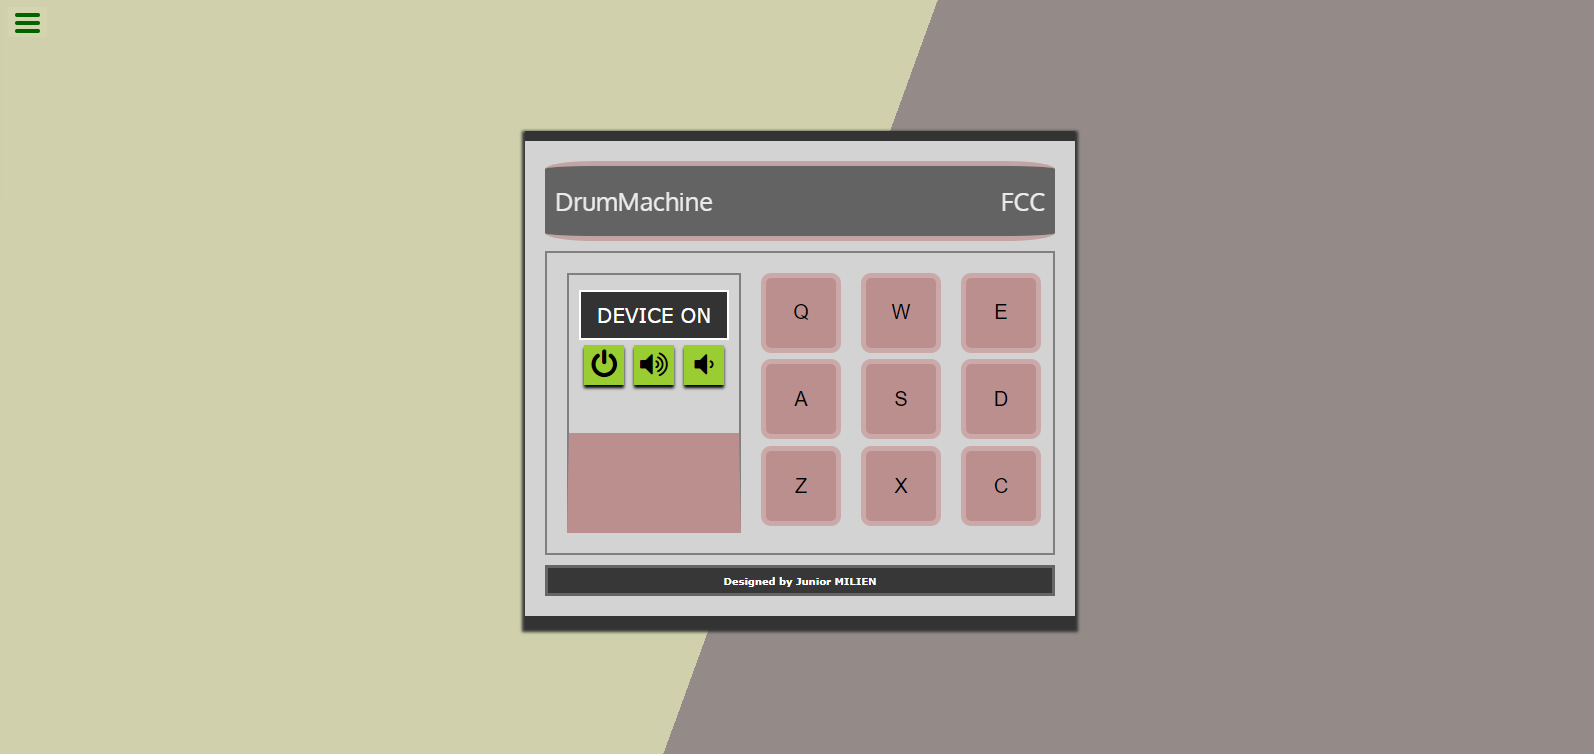 DrumMachine FCC
DEVICE ON
Q W E
A S D
Z X C
Designed by Junior MILIEN